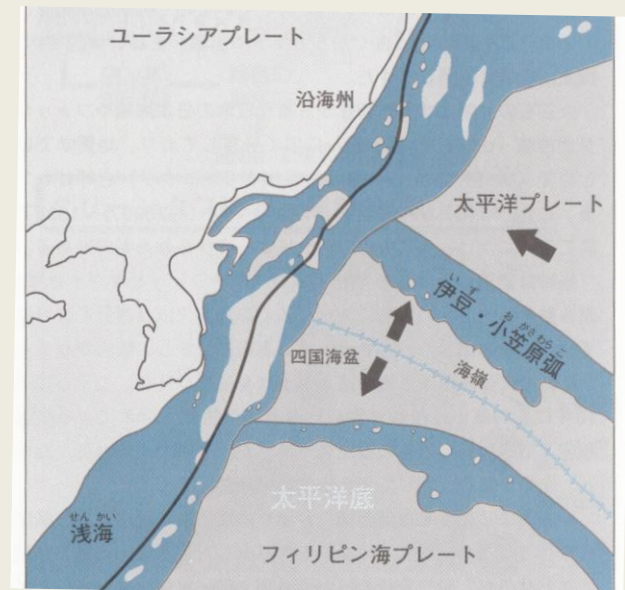 ユーラシアプレート
沿海州
太平洋プレート
いず おがさわらこ
伊豆・小笠原弧
四国海盆
海嶺
太平洋底
せんかい
浅海
フィリピン海プレート